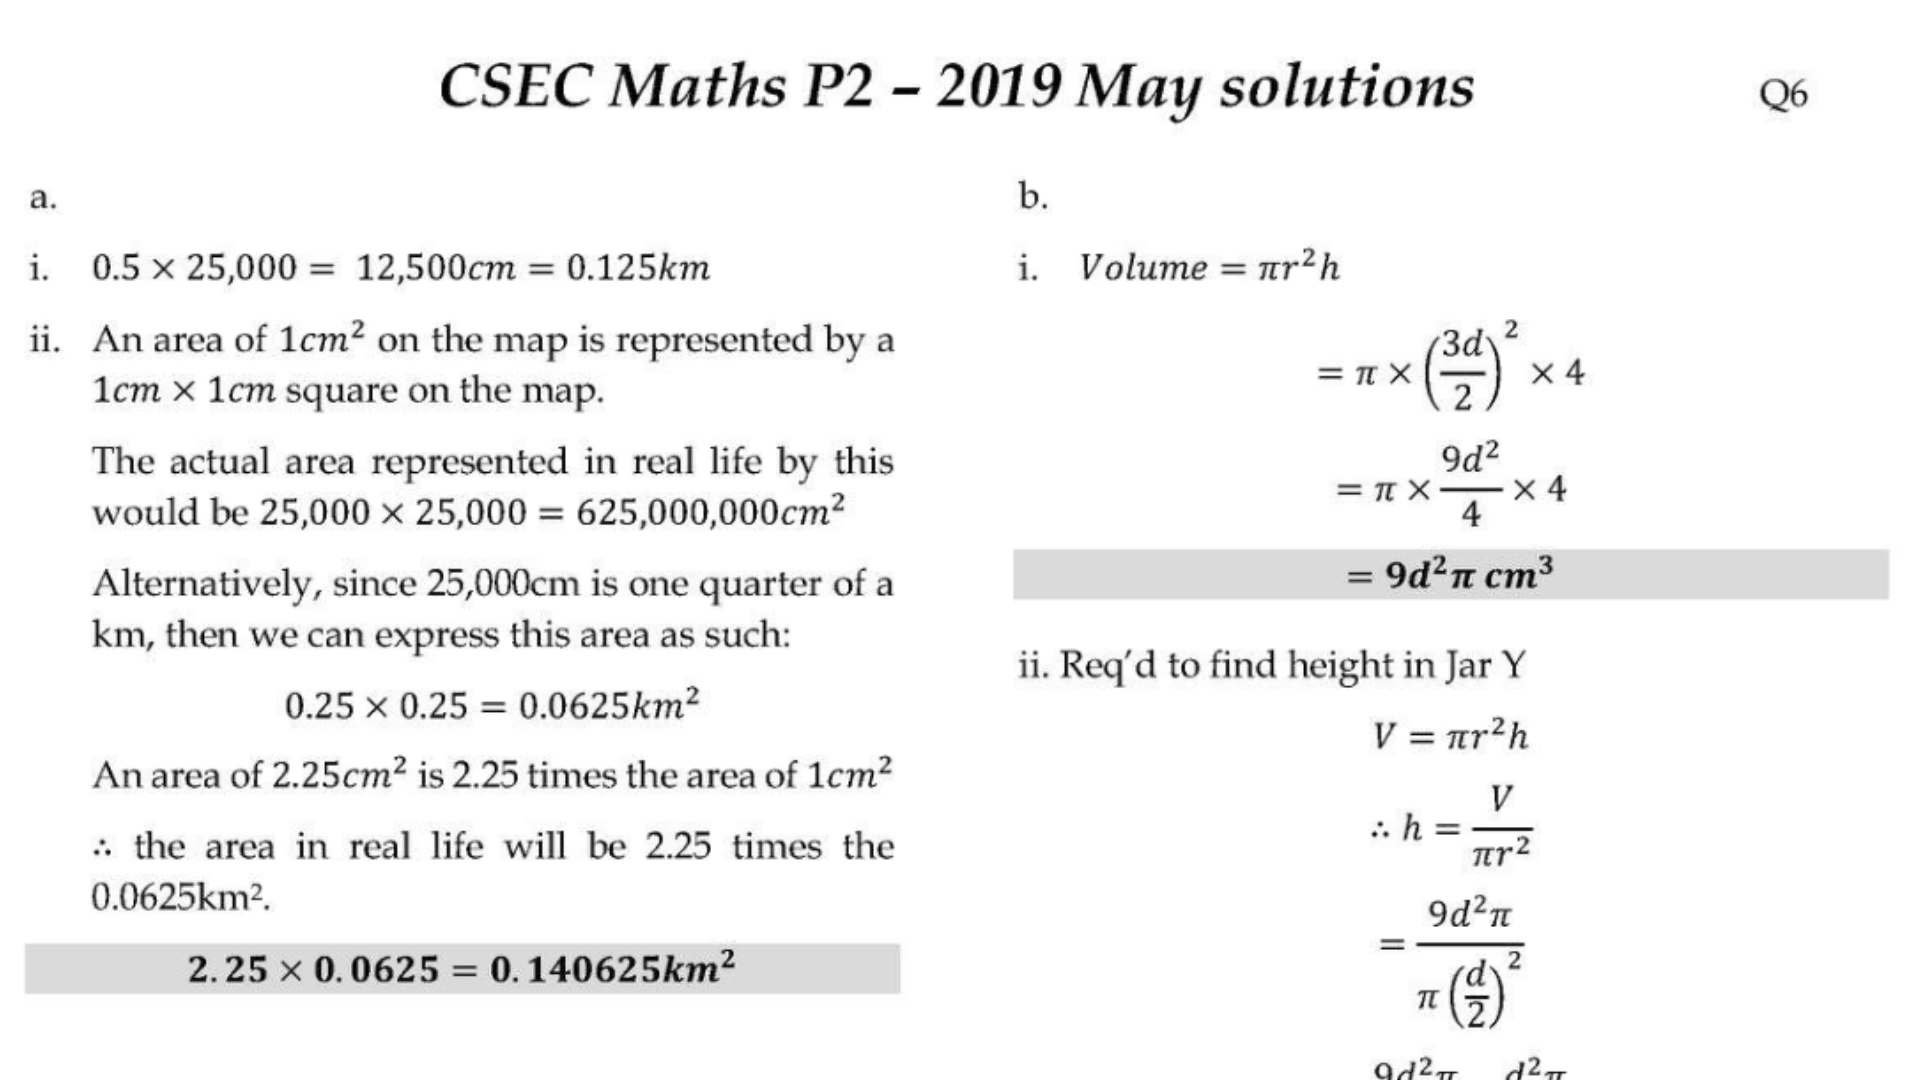 CSEC Maths P2 – 2019 May solutions
Q6
a.
i. 0.5 × 25,000 = 12,500cm = 0.125km
ii. An area of 1cm² on the map is represented by a
1cm × 1cm square on the map.
The actual area represented in real life by this
would be 25,000 × 25,000 = 625,000,000cm²
Alternatively, since 25,000cm is one quarter of a
km, then we can express this area as such:
0.25 × 0.25 = 0.0625km²
An area of 2.25cm² is 2.25 times the area of 1cm²
∴ the area in real life will be 2.25 times the
0.0625km².
2.25 × 0.0625 = 0.140625km²
b.
i. Volume = πr²h
= π × (3d/2)² × 4
= π × 9d²/4 × 4
= 9d²π cm³
ii. Req'd to find height in Jar Y
V = πr²h
∴ h = V/πr²
= 9d²π/π(d/2)²
9d²π d²π